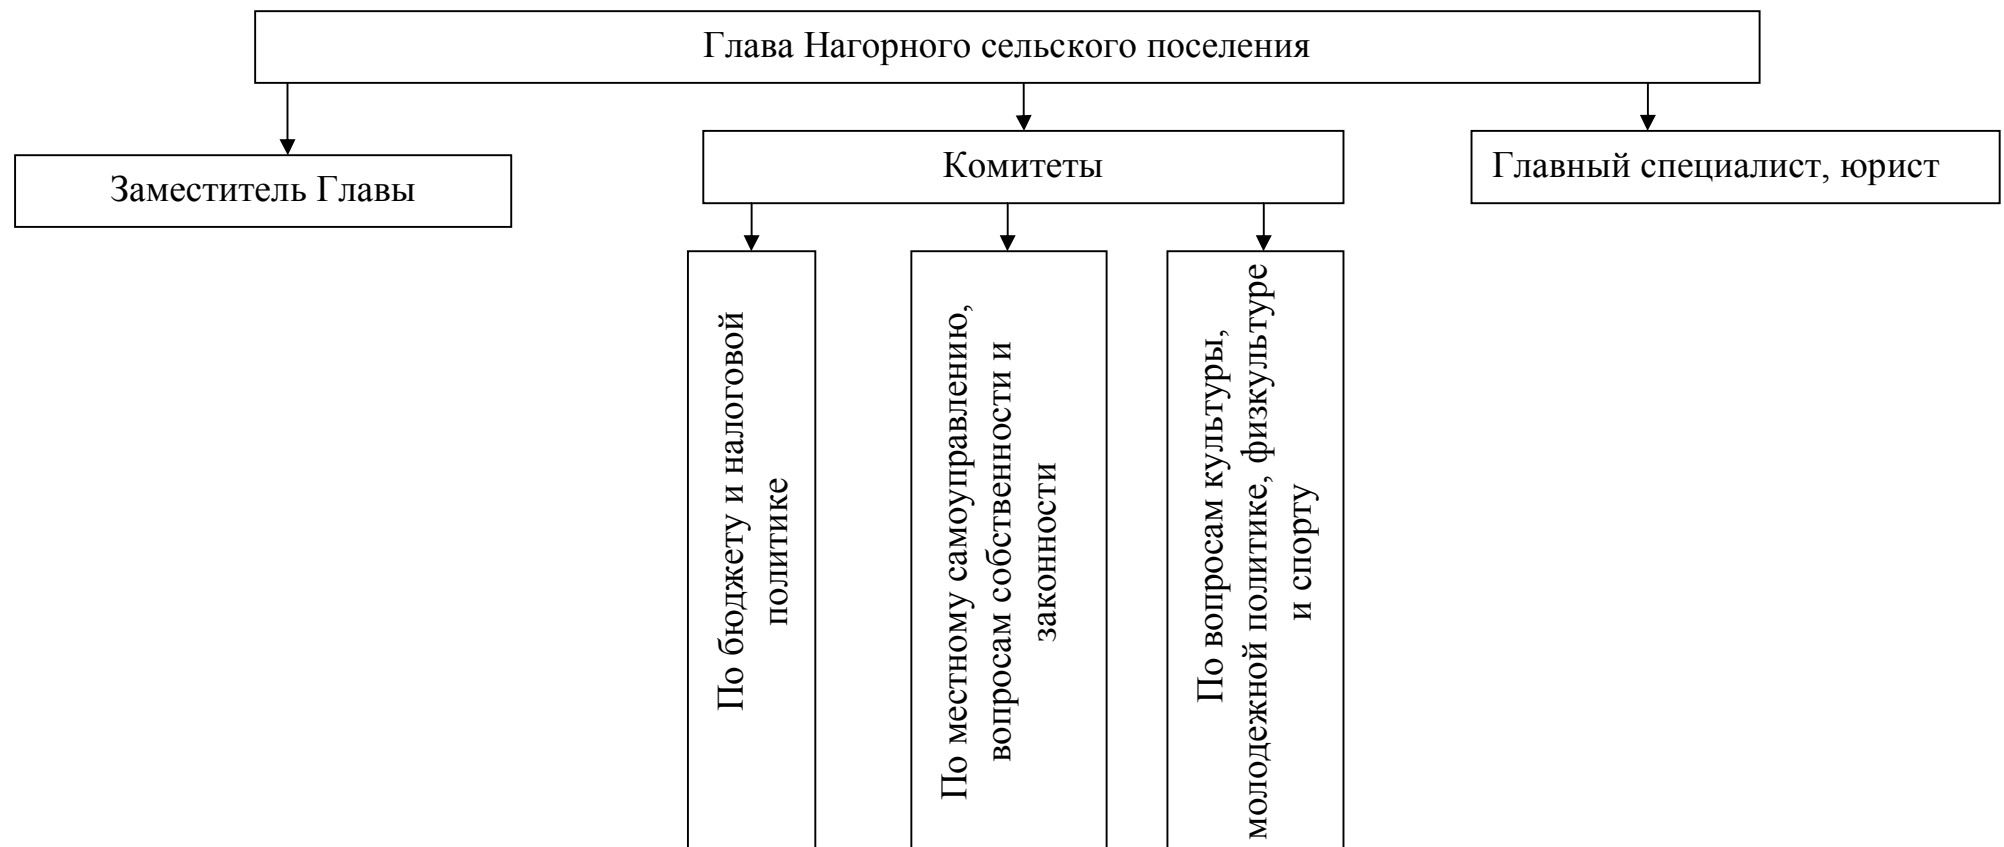 Глава Нагорного сельского поселения
Заместитель Главы
Комитеты
Главный специалист, юрист
По бюджету и налоговой
политике
По местному самоуправлению,
вопросам собственности и
законности
По вопросам культуры,
молодежной политике, физкультуре
и спорту